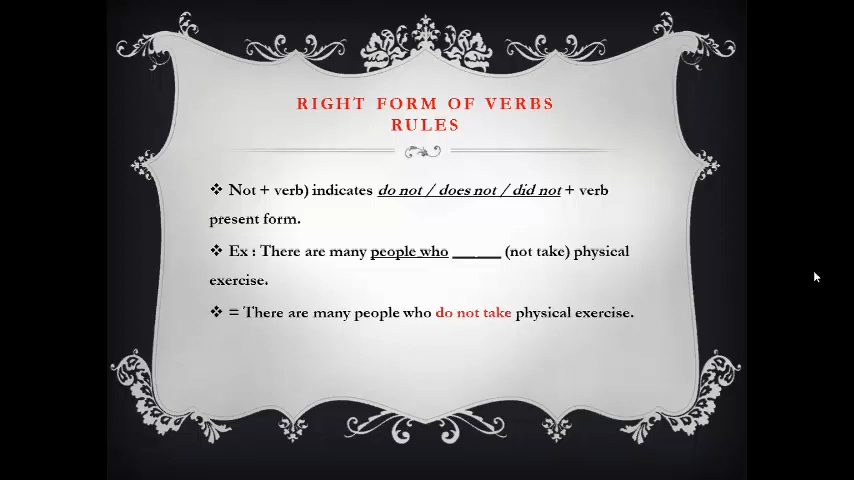 RIGHT FORM OF VERBS
RULES
❖ Not + verb) indicates do not / does not / did not + verb
present form.
❖ Ex : There are many people who ______ (not take) physical
exercise.
❖ = There are many people who do not take physical exercise.